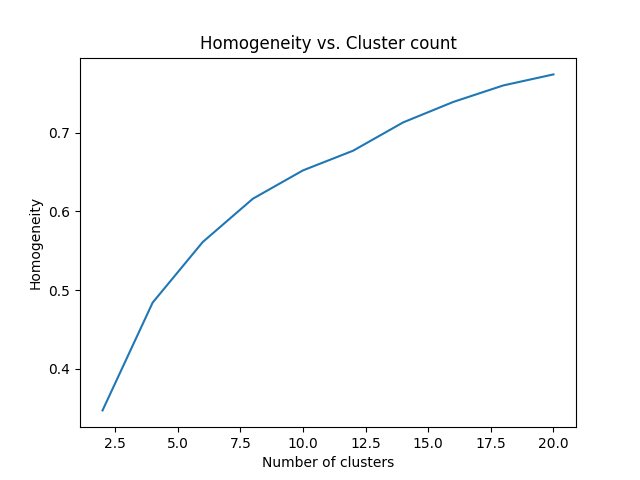 Homogeneity vs. Cluster count
Homogeneity
0.7
0.6
0.5
0.4
2.5 5.0 7.5 10.0 12.5 15.0 17.5 20.0
Number of clusters